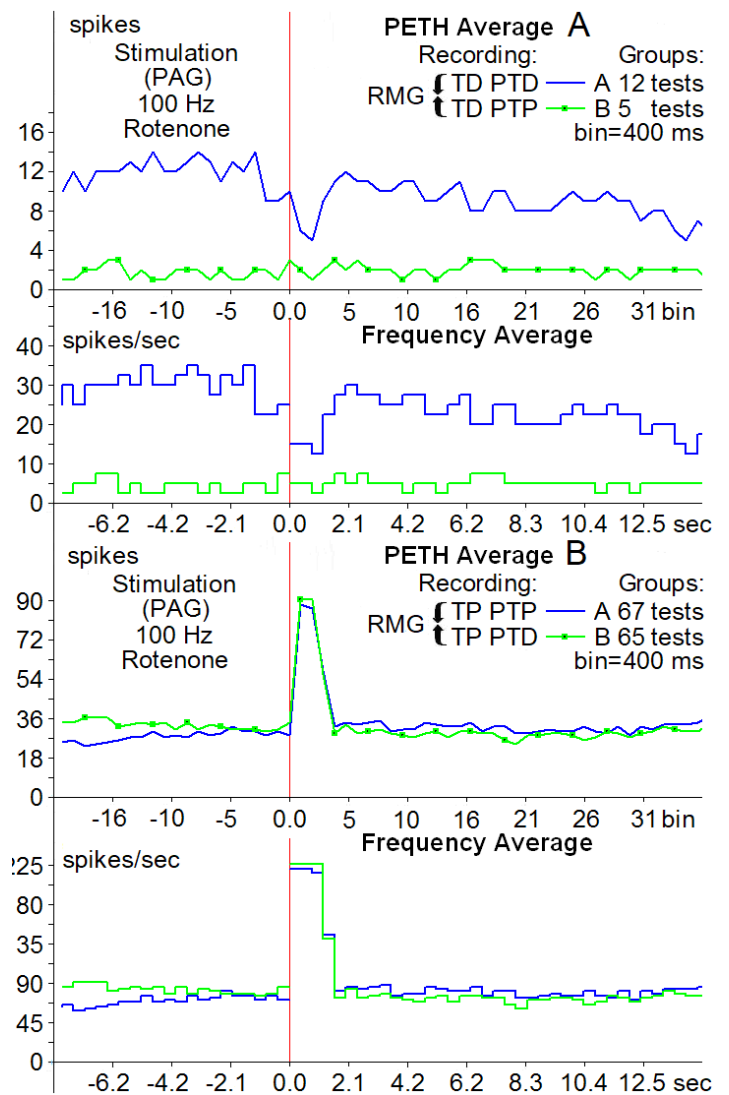 spikes
PETH Average A
Stimulation
(PAG)
100 Hz
Rotenone
Recording: Groups:
RMG
TD PTD A 12 tests
TD PTP B 5 tests
bin=400 ms
16
12
8
4
0
-16 -10 -5 0.0 5 10 16 21 26 31 bin
spikes/sec
Frequency Average
40
30
20
10
0
-6.2 -4.2 -2.1 0.0 2.1 4.2 6.2 8.3 10.4 12.5 sec
spikes
PETH Average B
Stimulation
(PAG)
100 Hz
Rotenone
Recording: Groups:
RMG
TP PTP A 67 tests
TP PTD B 65 tests
bin=400 ms
90
72
54
36
18
0
-16 -10 -5 0.0 5 10 16 21 26 31 bin
spikes/sec
Frequency Average
225
80
35
90
45
0
-6.2 -4.2 -2.1 0.0 2.1 4.2 6.2 8.3 10.4 12.5 sec